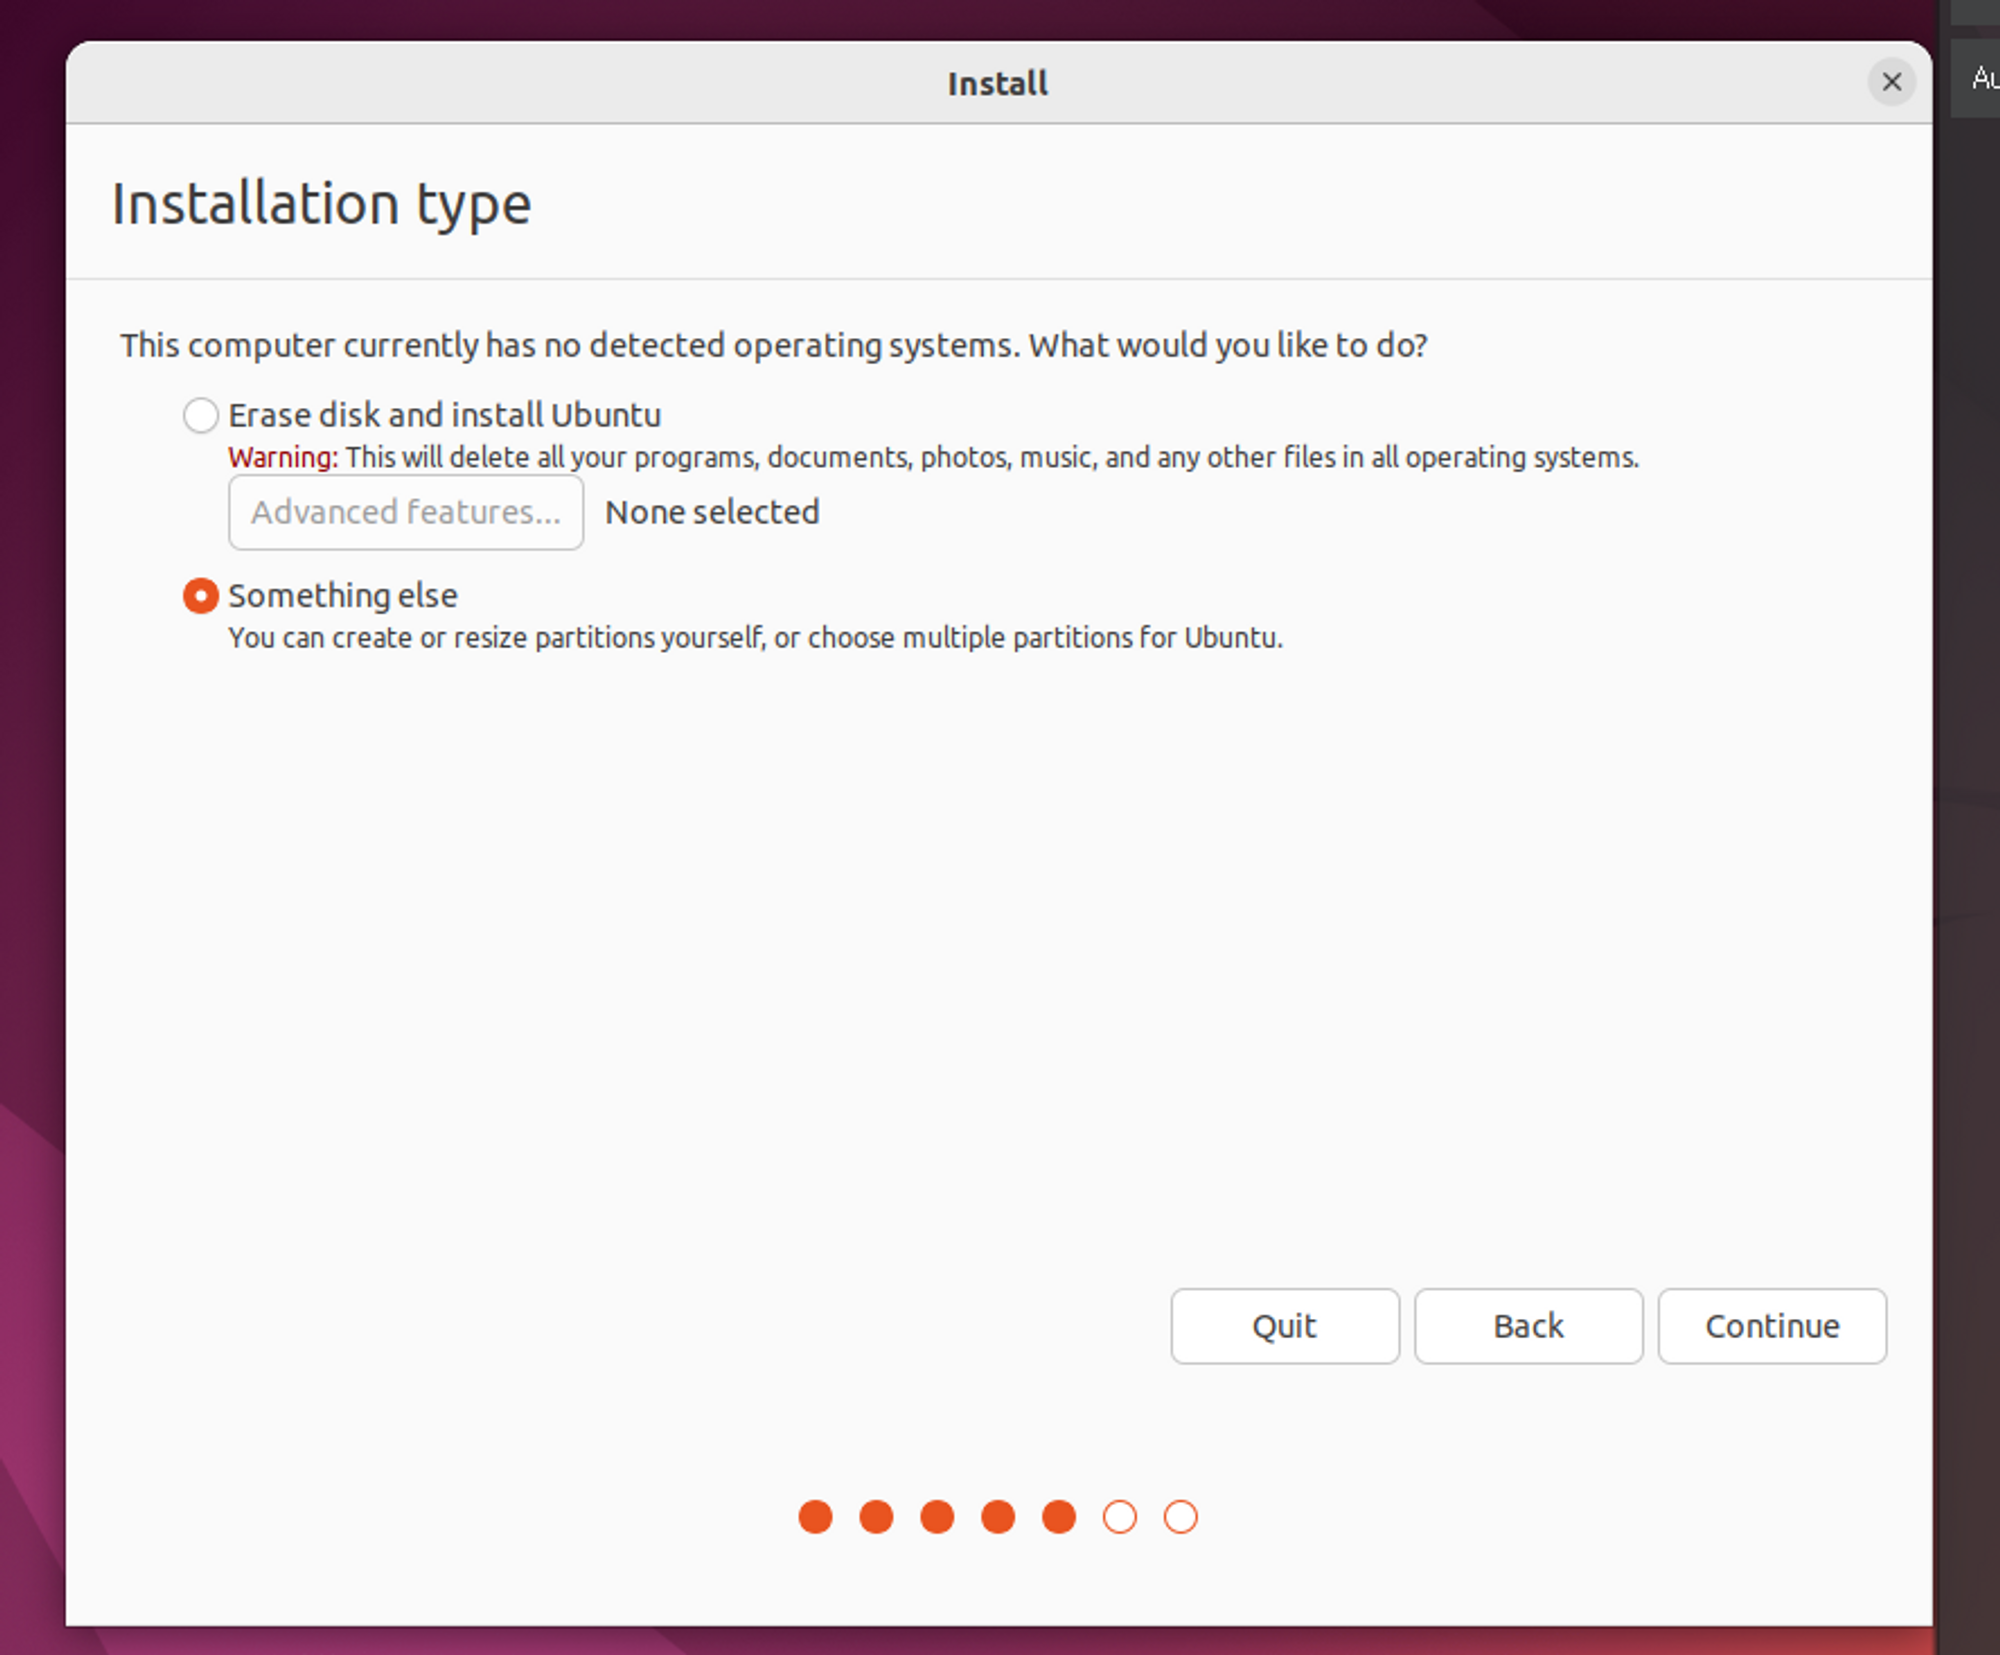 Install
Au
Installation type
This computer currently has no detected operating systems. What would you like to do?
Erase disk and install Ubuntu
Warning: This will delete all your programs, documents, photos, music, and any other files in all operating systems.
Advanced features... None selected
Something else
You can create or resize partitions yourself, or choose multiple partitions for Ubuntu.
Quit Back Continue